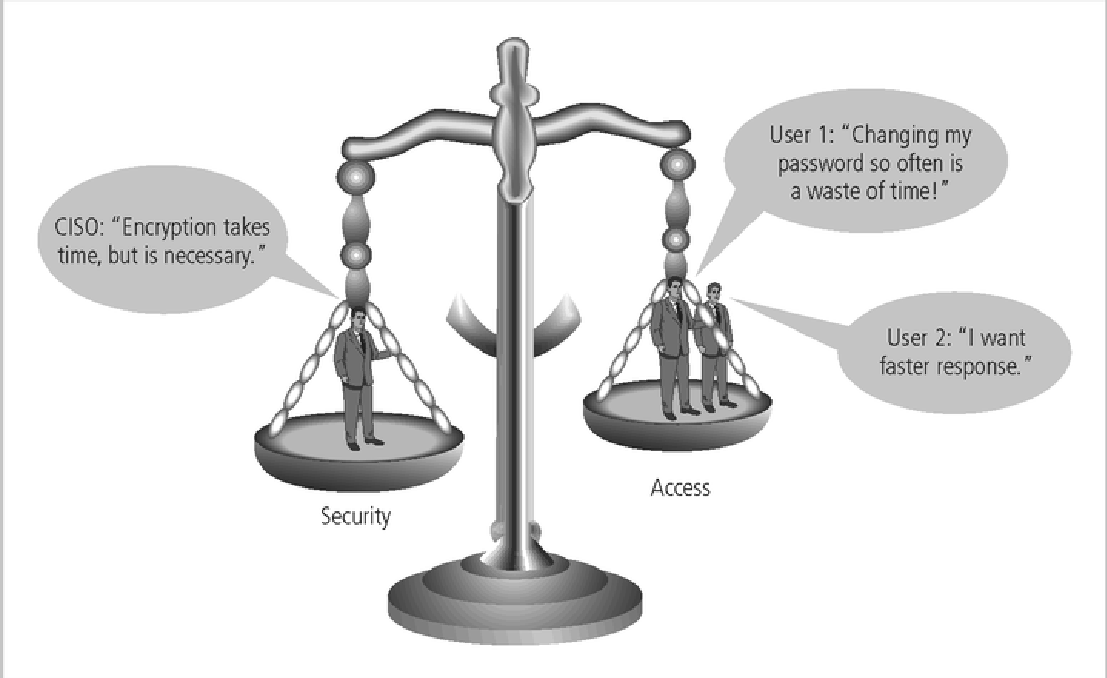 CISO: “Encryption takes
time, but is necessary.”
User 1: “Changing my
password so often is
a waste of time!”
User 2: “I want
faster response.”
Security
Access